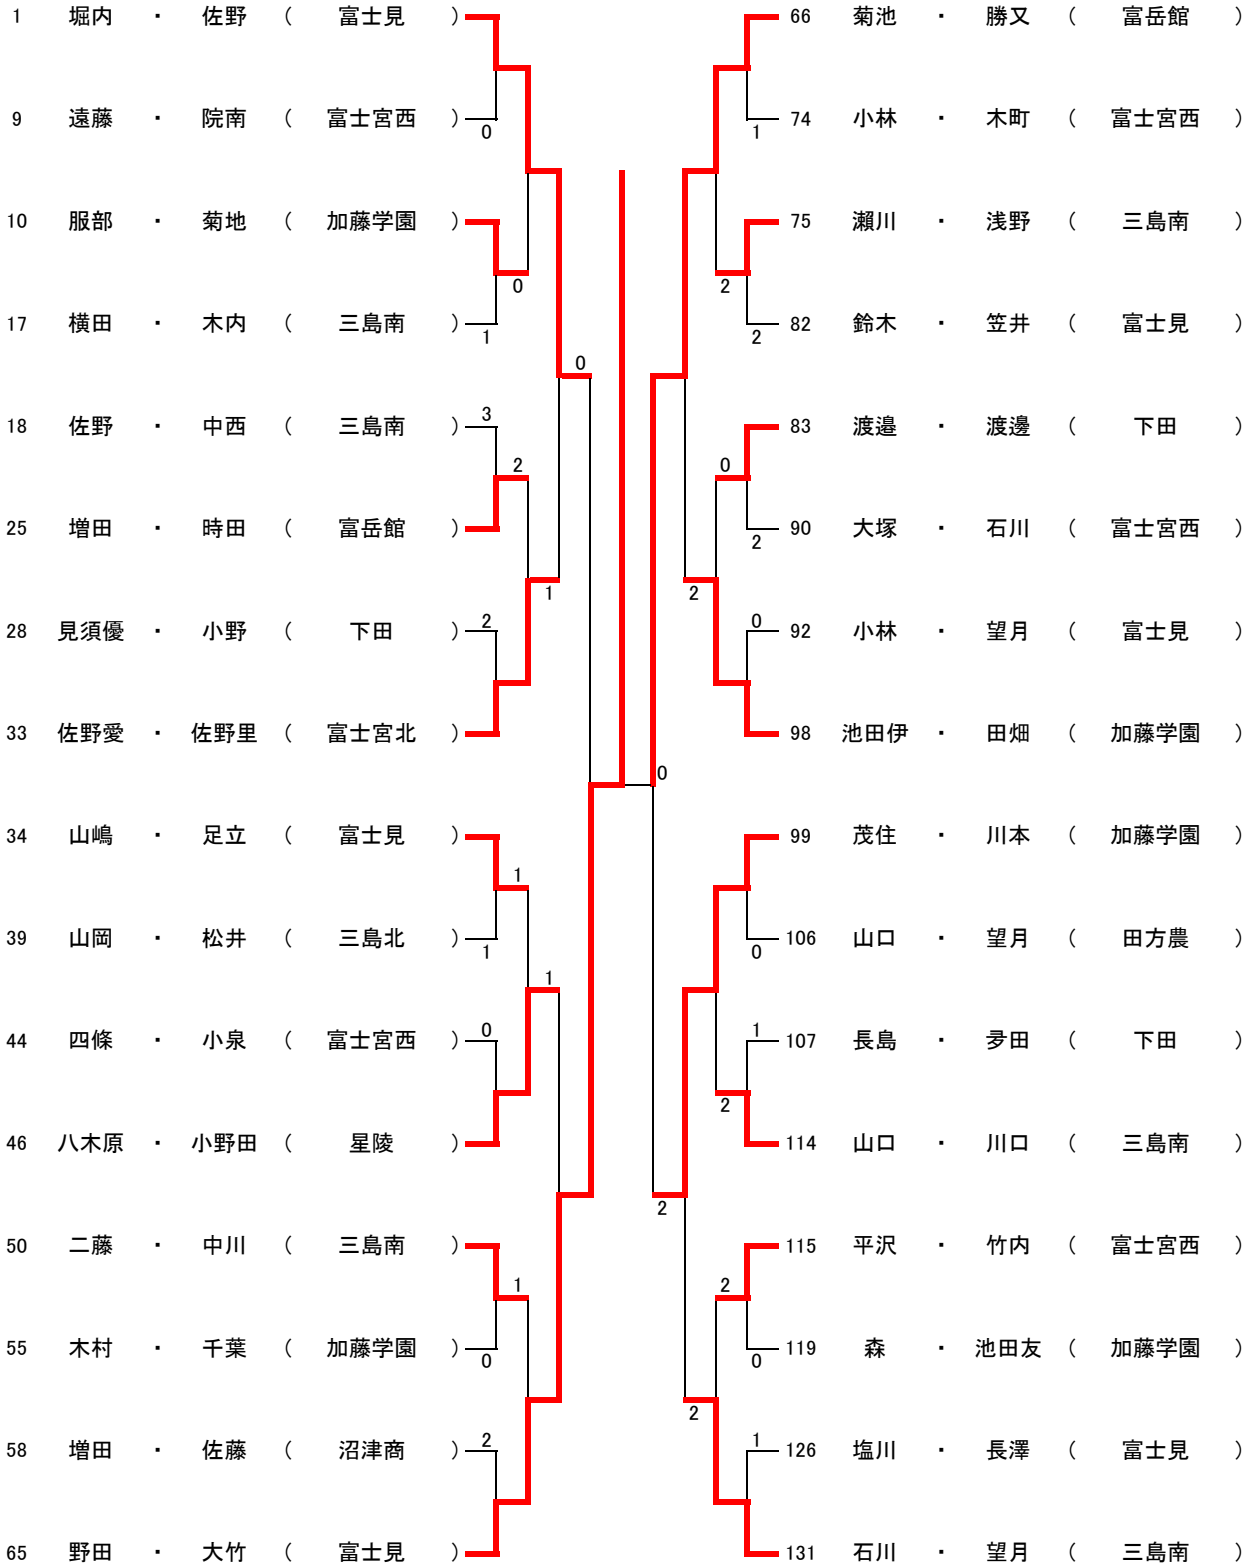 1 堀内 ・ 佐野 （ 富士見 ）
9 遠藤 ・ 院南 （ 富士宮西 ） 0
10 服部 ・ 菊地 （ 加藤学園 ）
0
17 横田 ・ 木内 （ 三島南 ） 1
0
18 佐野 ・ 中西 （ 三島南 ） 3
2
25 増田 ・ 時田 （ 富岳館 ）
1
28 見須優 ・ 小野 （ 下田 ） 2
33 佐野愛 ・ 佐野里 （ 富士宮北 ）
34 山嶋 ・ 足立 （ 富士見 ）
1
39 山岡 ・ 松井 （ 三島北 ） 1
1
44 四條 ・ 小泉 （ 富士宮西 ） 0
46 八木原 ・ 小野田 （ 星陵 ）
50 二藤 ・ 中川 （ 三島南 ）
1
55 木村 ・ 千葉 （ 加藤学園 ） 0
58 増田 ・ 佐藤 （ 沼津商 ） 2
65 野田 ・ 大竹 （ 富士見 ）
66 菊池 ・ 勝又 （ 富岳館 ）
1 74 小林 ・ 木町 （ 富士宮西 ）
75 瀬川 ・ 浅野 （ 三島南 ）
2
2 82 鈴木 ・ 笠井 （ 富士見 ）
83 渡邉 ・ 渡邊 （ 下田 ）
0
2 90 大塚 ・ 石川 （ 富士宮西 ）
2
0 92 小林 ・ 望月 （ 富士見 ）
98 池田伊 ・ 田畑 （ 加藤学園 ）
0
99 茂住 ・ 川本 （ 加藤学園 ）
0 106 山口 ・ 望月 （ 田方農 ）
1 107 長島 ・ 夛田 （ 下田 ）
2
114 山口 ・ 川口 （ 三島南 ）
2
115 平沢 ・ 竹内 （ 富士宮西 ）
2
0 119 森 ・ 池田友 （ 加藤学園 ）
2
1 126 塩川 ・ 長澤 （ 富士見 ）
131 石川 ・ 望月 （ 三島南 ）